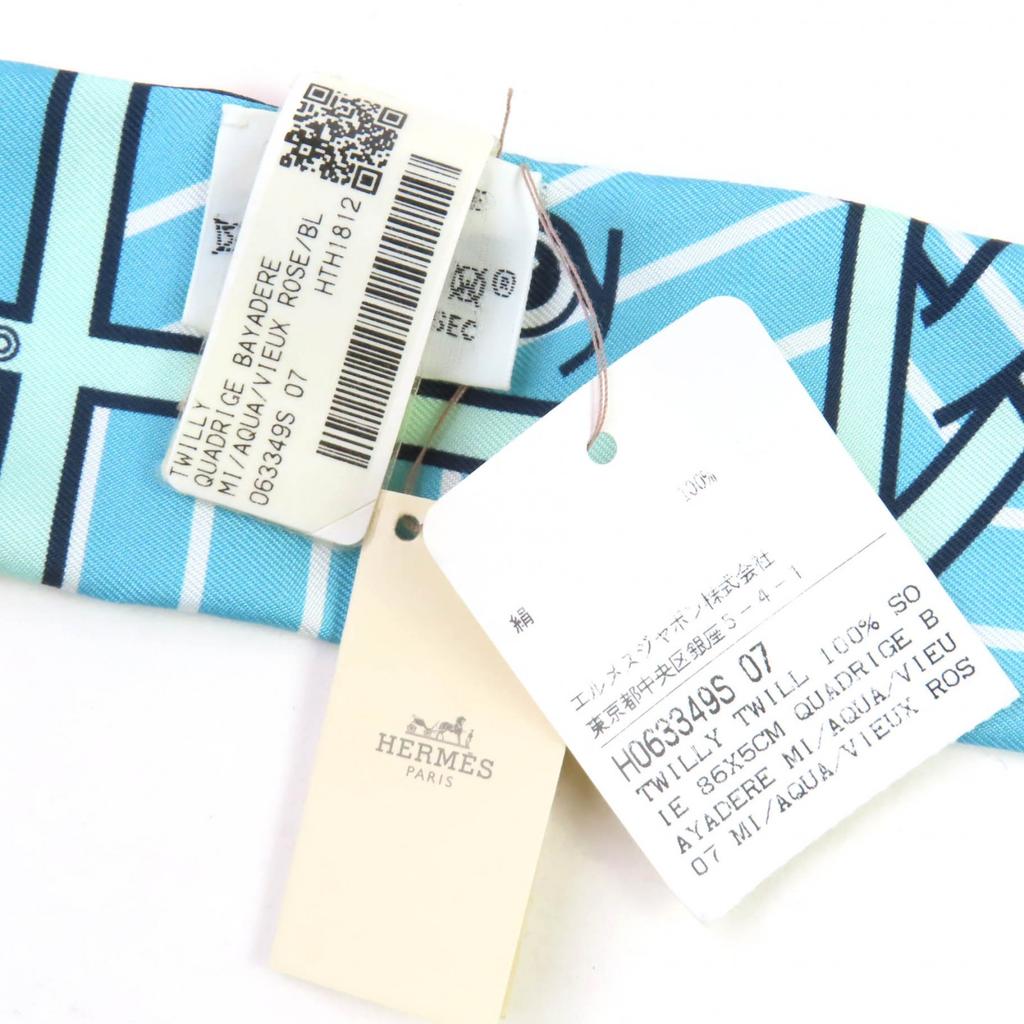 TWILLY
QUADRIGE BAYADERE
MI/AQUA/VIEUX ROSE/BL
063349S 07
HTH1812
®
HERMÈS
PARIS
100%
絹
エルメスジャポン株式会社
東京都中央区銀座5-4-1
H063349S 07
TWILLY TWILL 100% SO
IE 86X5CM QUADRIGE B
AYADERE MI/AQUA/VIEU
07 MI/AQUA/VIEUX ROS